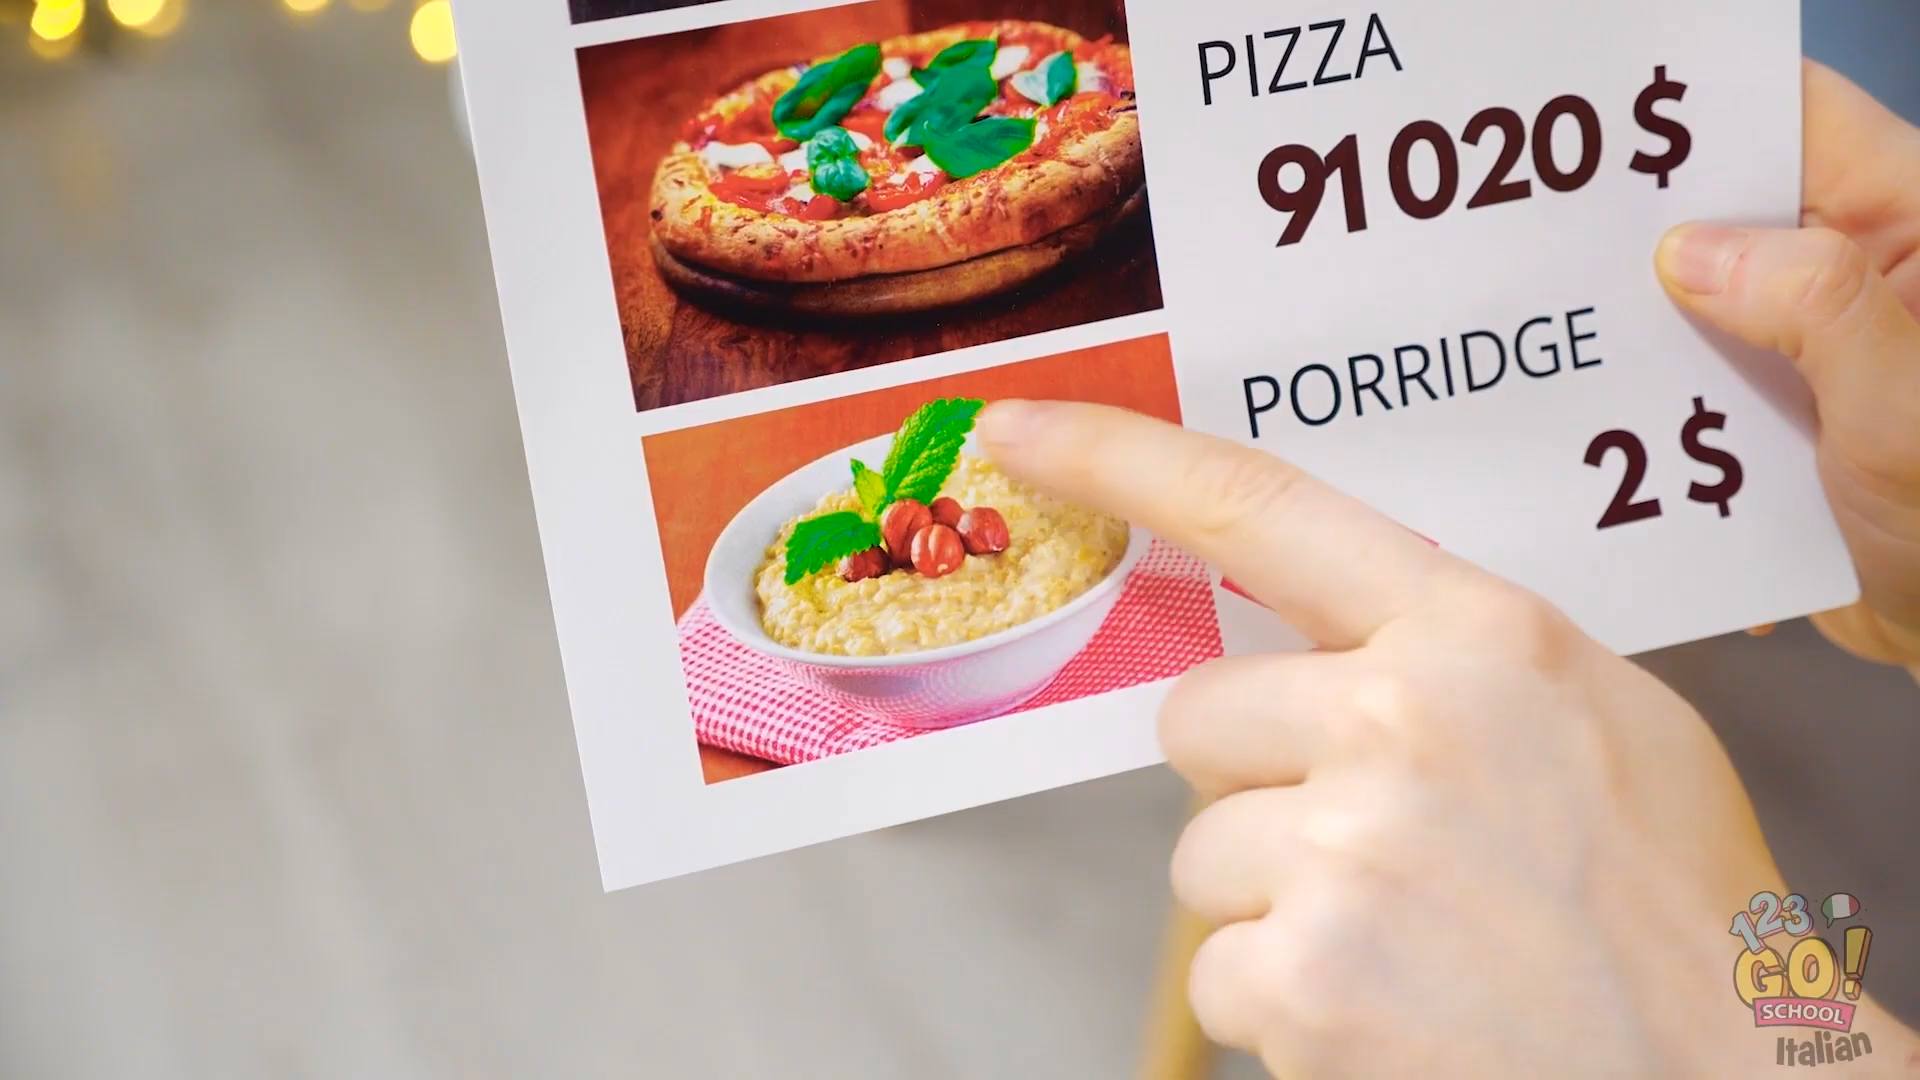 PIZZA
91 020 $
PORRIDGE
2 $
123
GO!
SCHOOL
Italian